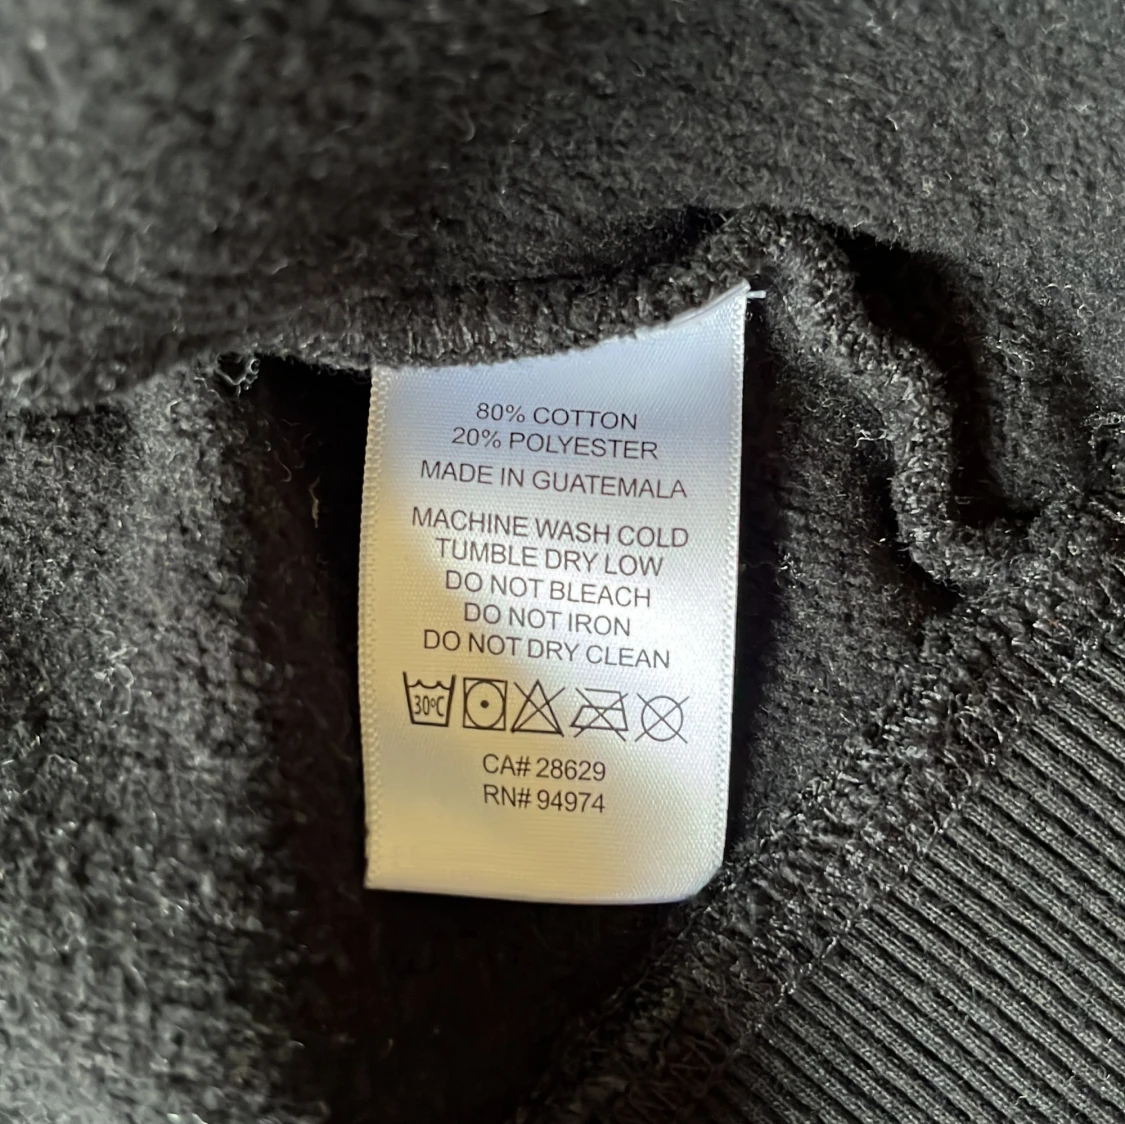 80% COTTON
20% POLYESTER
MADE IN GUATEMALA
MACHINE WASH COLD
TUMBLE DRY LOW
DO NOT BLEACH
DO NOT IRON
DO NOT DRY CLEAN
30°C
CA# 28629
RN# 94974